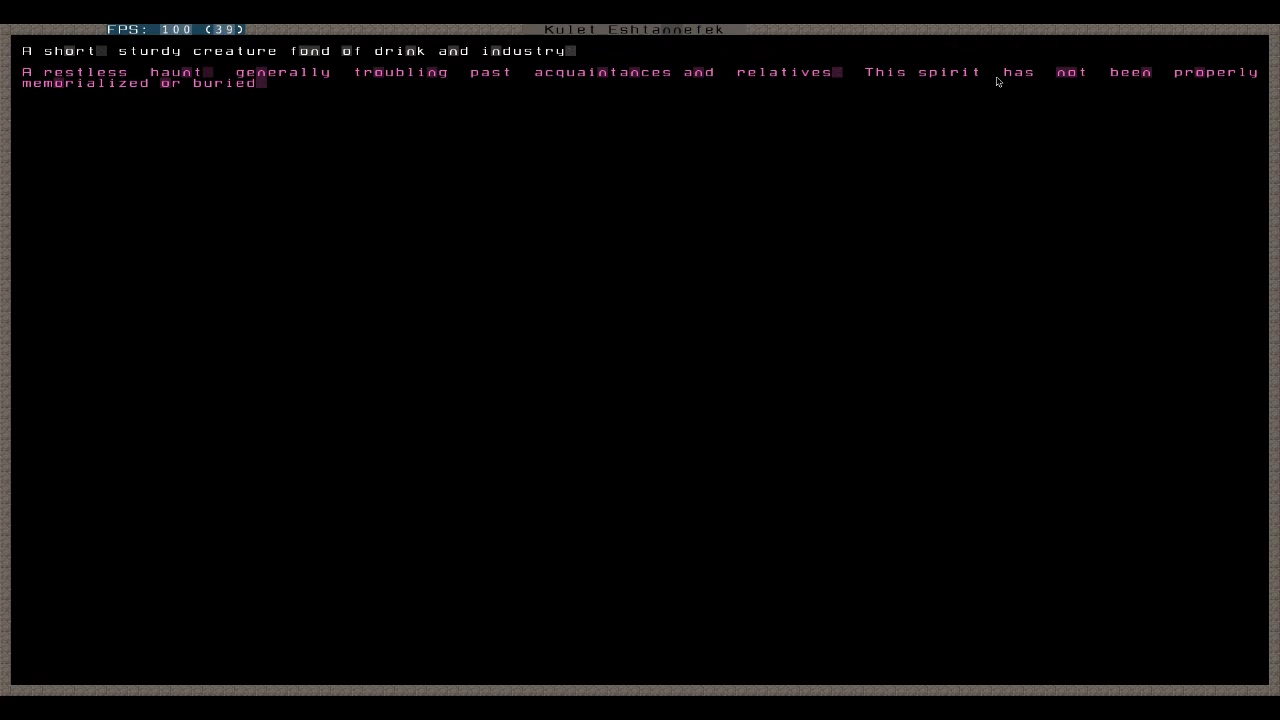 FPS: 100 (39)
Kulet Eshtannefek
A short, sturdy creature fond of drink and industry.
A restless haunt, generally troubling past acquaintances and relatives. This spirit has not been properly
memorialized or buried.